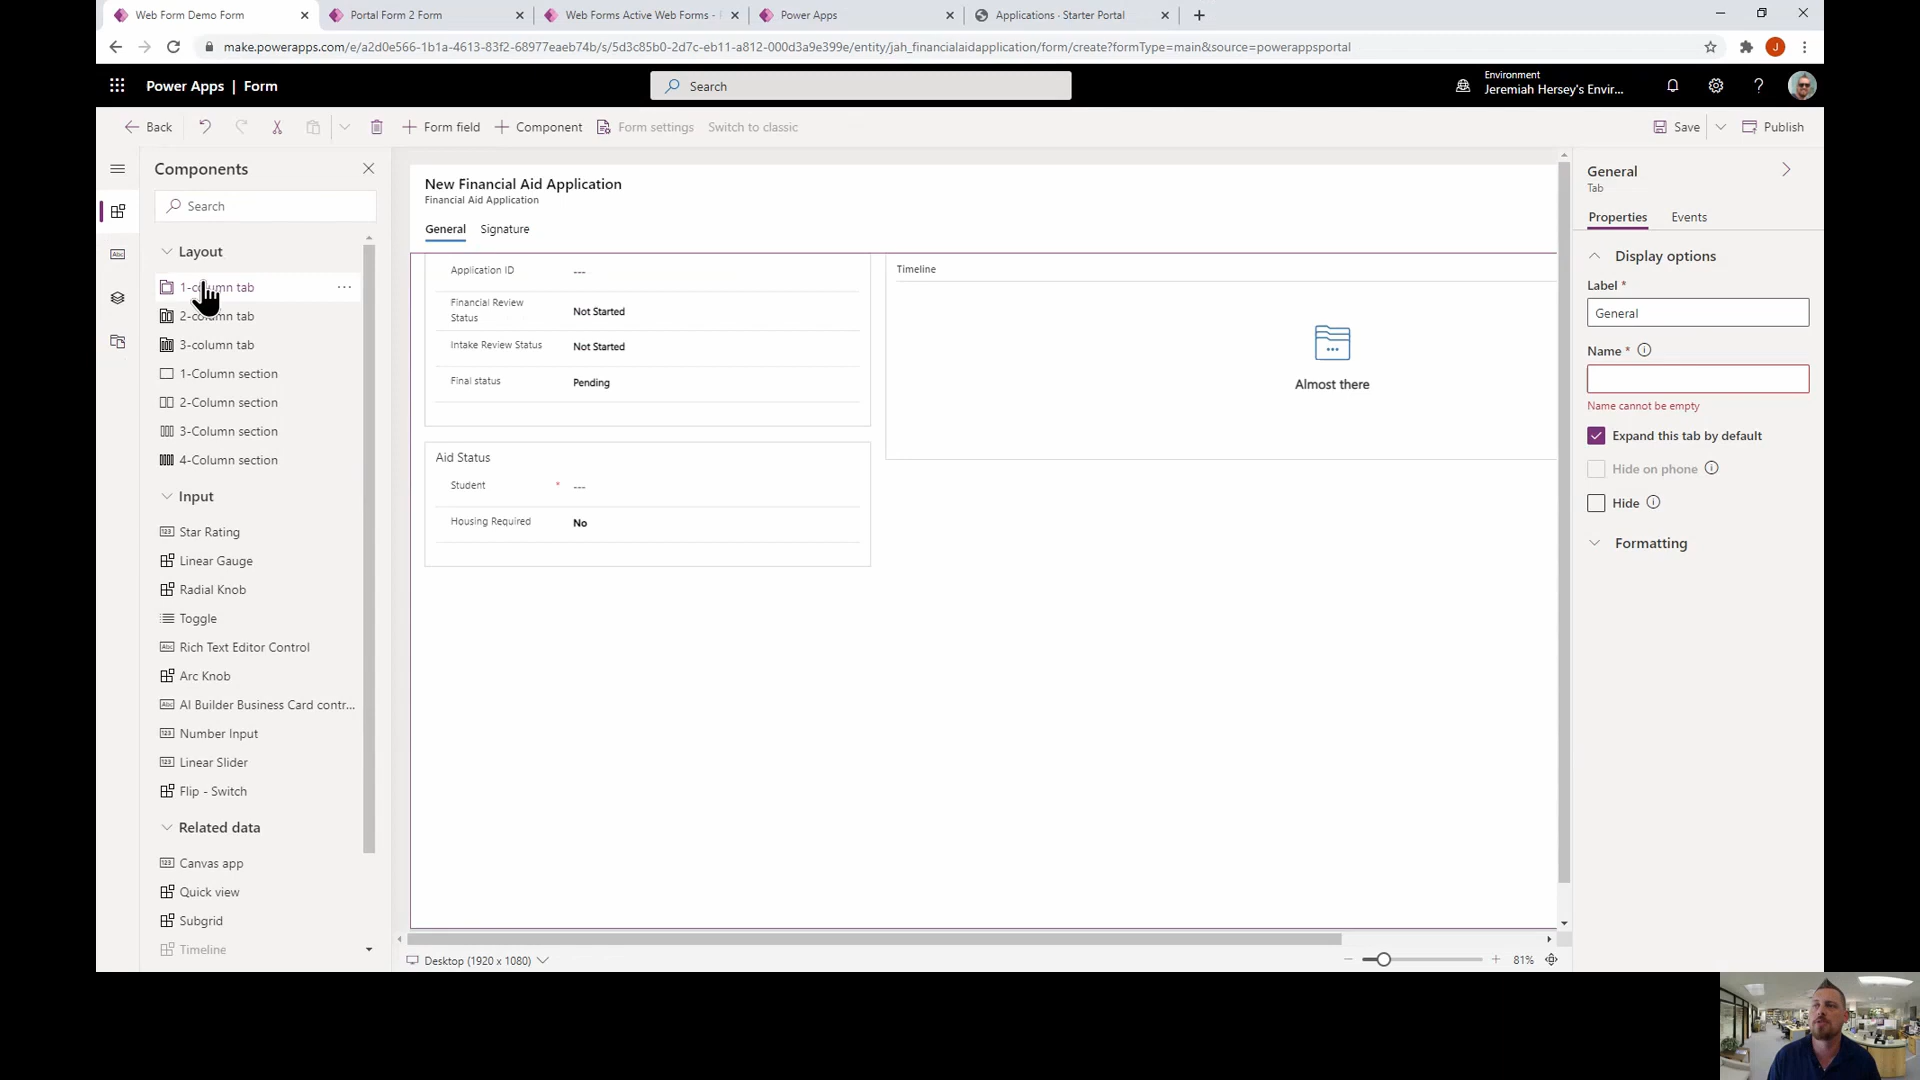 Web Form Demo Form
Portal Form 2 Form
Web Forms Active Web Forms -
Power Apps
Applications · Starter Portal
make.powerapps.com/e/a2d0e566-1b1a-4613-83f2-68977eaeb74b/s/5d3c85b0-2d7c-eb11-a812-000d3a9e399e/entity/jah_financialaidapplication/form/create?formType=main&source=powerappsportal
J
Power Apps | Form
Search
Environment
Jeremiah Hersey's Envir...
Back
Form field
Component
Form settings
Switch to classic
Save
Publish
Components
Search
Layout
1-column tab
2-column tab
3-column tab
1-Column section
2-Column section
3-Column section
4-Column section
Input
Star Rating
Linear Gauge
Radial Knob
Toggle
Rich Text Editor Control
Arc Knob
AI Builder Business Card contr...
Number Input
Linear Slider
Flip - Switch
Related data
Canvas app
Quick view
Subgrid
Timeline
New Financial Aid Application
Financial Aid Application
General
Signature
Application ID
---
Financial Review
Status
Not Started
Intake Review Status
Not Started
Final status
Pending
Aid Status
Student
*
---
Housing Required
No
Timeline
Almost there
Desktop (1920 x 1080)
81%
General
Tab
Properties
Events
Display options
Label *
General
Name *
Name cannot be empty
Expand this tab by default
Hide on phone
Hide
Formatting